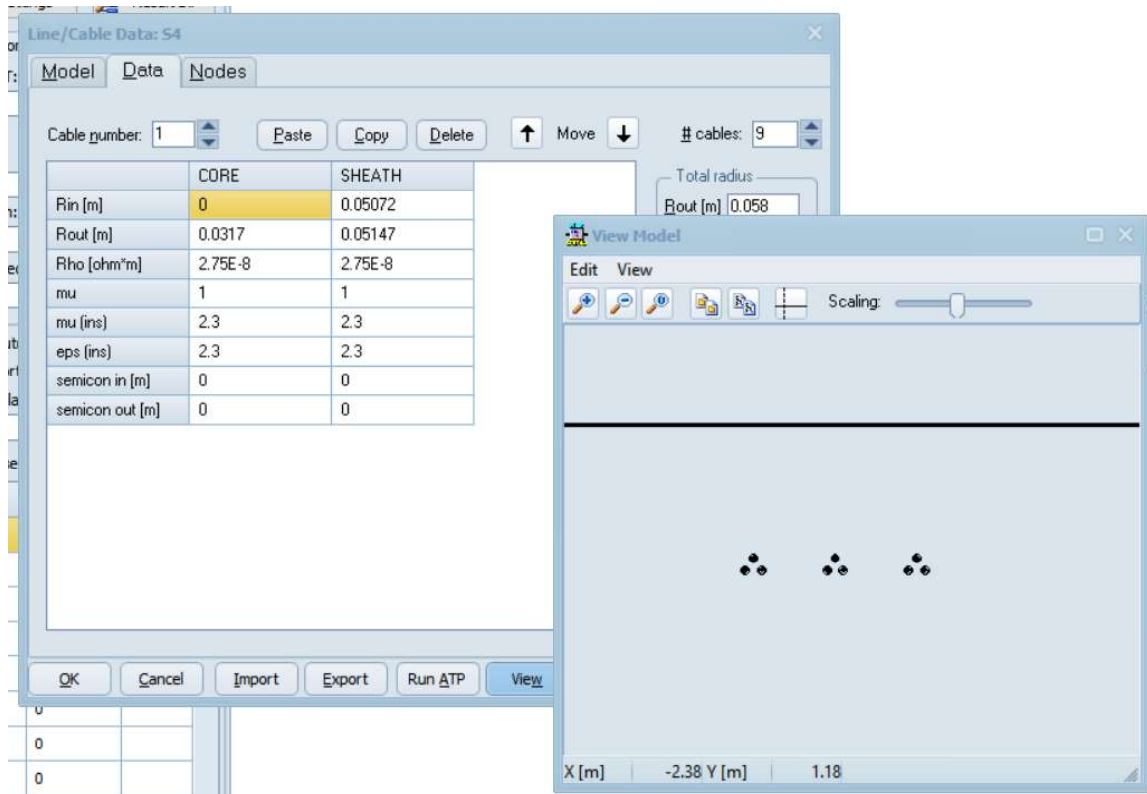 Line/Cable Data: S4
Model Data Nodes
Cable number: 1 Paste Copy Delete Move # cables: 9
CORE SHEATH
Rin [m] 0 0.05072
Rout [m] 0.0317 0.05147
Rho [ohm*m] 2.75E-8 2.75E-8
mu 1 1
mu (ins) 2.3 2.3
eps (ins) 2.3 2.3
semicon in [m] 0 0
semicon out [m] 0 0
Total radius
Rout [m] 0.058
OK Cancel Import Export Run ATP View
0
0
0
View Model
Edit View
Scaling:
X [m] -2.38 Y [m] 1.18